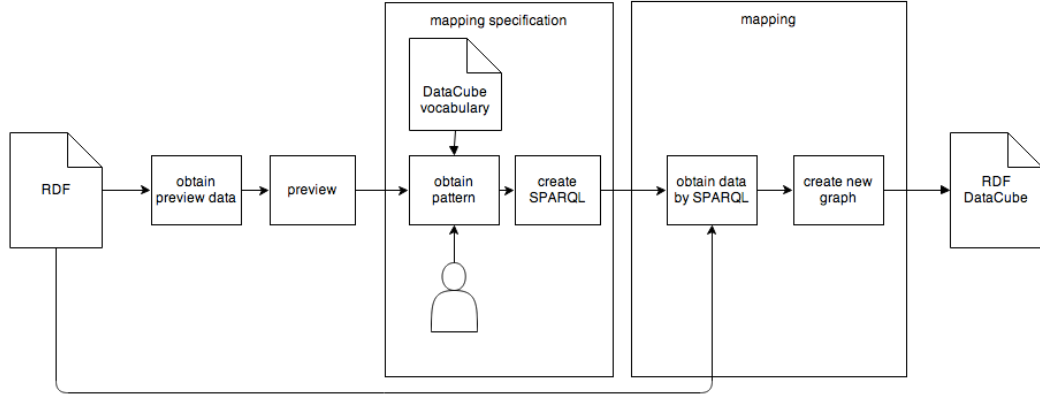 mapping specification
mapping
DataCube
vocabulary
RDF
obtain
preview data
preview
obtain
pattern
create
SPARQL
obtain data
by SPARQL
create new
graph
RDF
DataCube